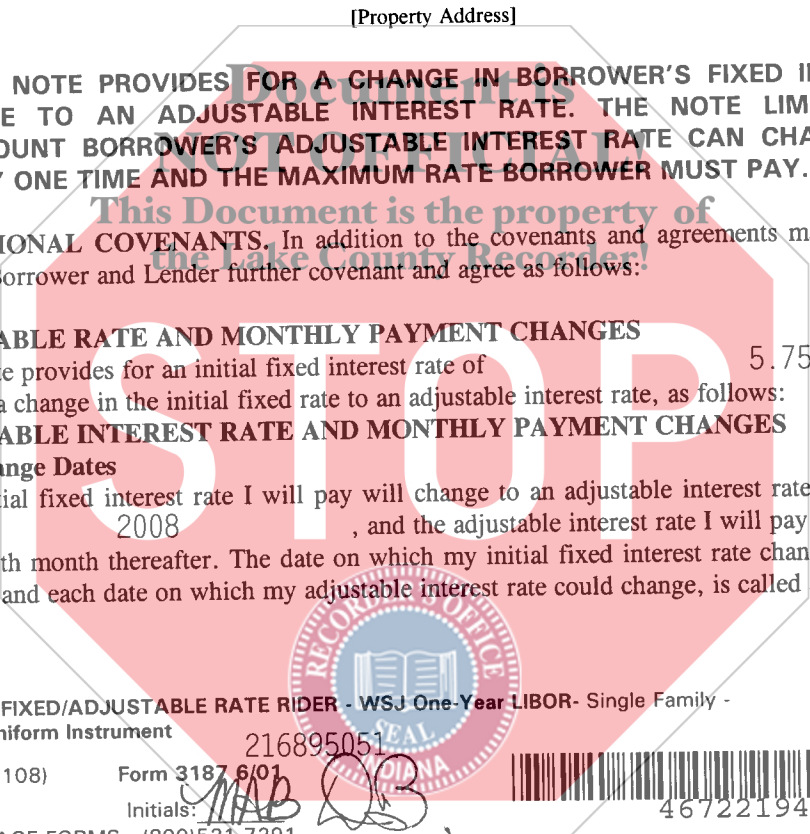 [Property Address]
NOTE PROVIDES FOR A CHANGE IN BORROWER'S FIXED I
E TO AN ADJUSTABLE INTEREST RATE. THE NOTE LIM
OUNT BORROWER'S ADJUSTABLE INTEREST RATE CAN CHA
Y ONE TIME AND THE MAXIMUM RATE BORROWER MUST PAY.
Document is
NOT OFFICIAL
This Document is the property of
the Lake County Recorder!
IONAL COVENANTS. In addition to the covenants and agreements m
Borrower and Lender further covenant and agree as follows:
ABLE RATE AND MONTHLY PAYMENT CHANGES
te provides for an initial fixed interest rate of 5.75
a change in the initial fixed rate to an adjustable interest rate, as follows:
ABLE INTEREST RATE AND MONTHLY PAYMENT CHANGES
STOP
ange Dates
tial fixed interest rate I will pay will change to an adjustable interest rate
2008 , and the adjustable interest rate I will pay
th month thereafter. The date on which my initial fixed interest rate chan
and each date on which my adjustable interest rate could change, is called
RECORDER'S OFFICE
SEAL
INDIANA
FIXED/ADJUSTABLE RATE RIDER - WSJ One-Year LIBOR- Single Family -
niform Instrument
216895051
108) Form 3187 6/01
Initials: MAB
46722194
AGE FORMS - (800)521-7291